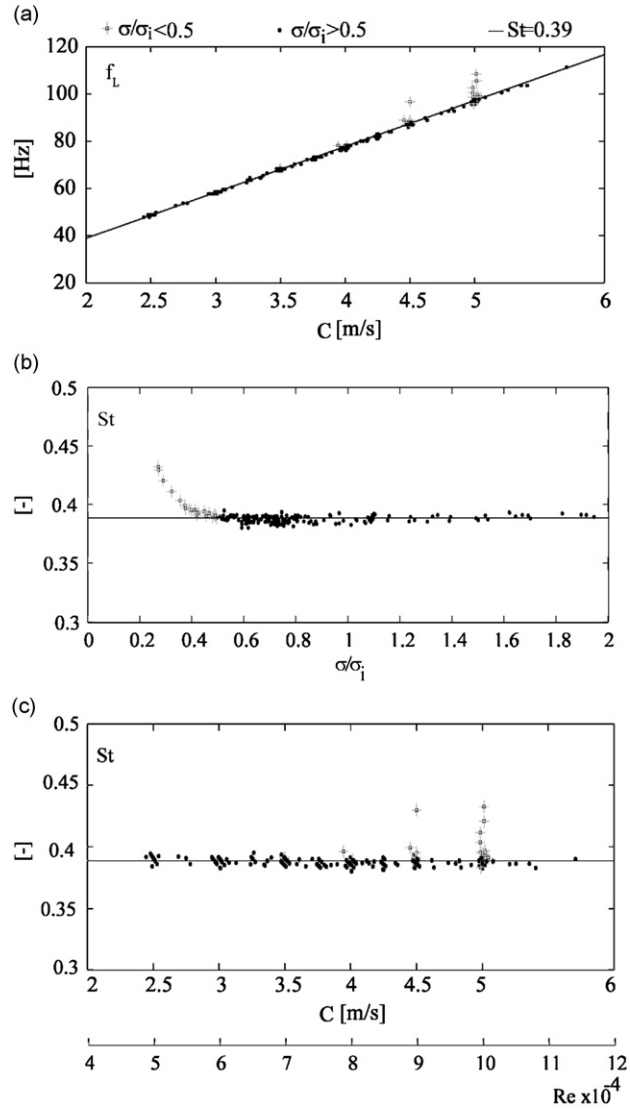 (a)
σ/σi<0.5 σ/σi>0.5 St=0.39
120
100
80
60
40
20
[Hz]
fL
2 2.5 3 3.5 4 4.5 5 5.5 6
C [m/s]
(b)
0.5
0.45
0.4
0.35
0.3
[-]
St
0 0.2 0.4 0.6 0.8 1 1.2 1.4 1.6 1.8 2
σ/σi
(c)
0.5
0.45
0.4
0.35
0.3
[-]
St
2 2.5 3 3.5 4 4.5 5 5.5 6
C [m/s]
4 5 6 7 8 9 10 11 12
Re x10^-4